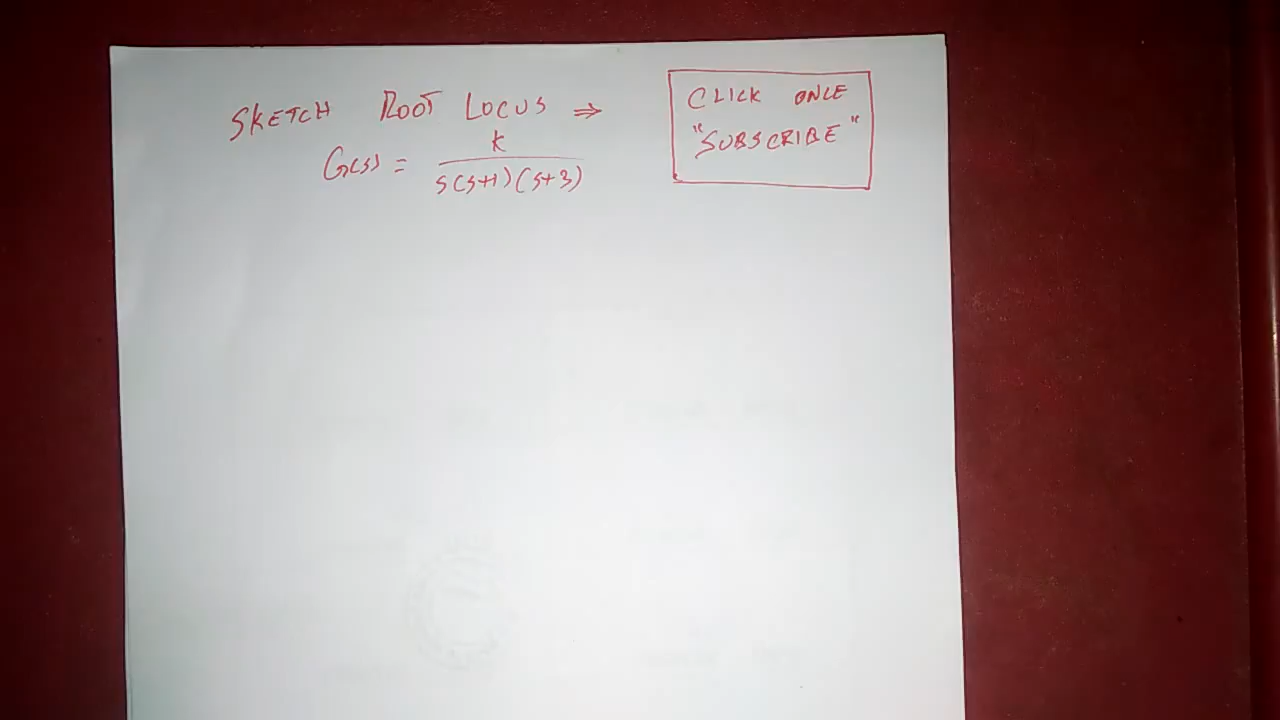 SKETCH ROOT LOCUS ⇒
G(s) = K / s(s+1)(s+3)
CLICK ONCE
"SUBSCRIBE"